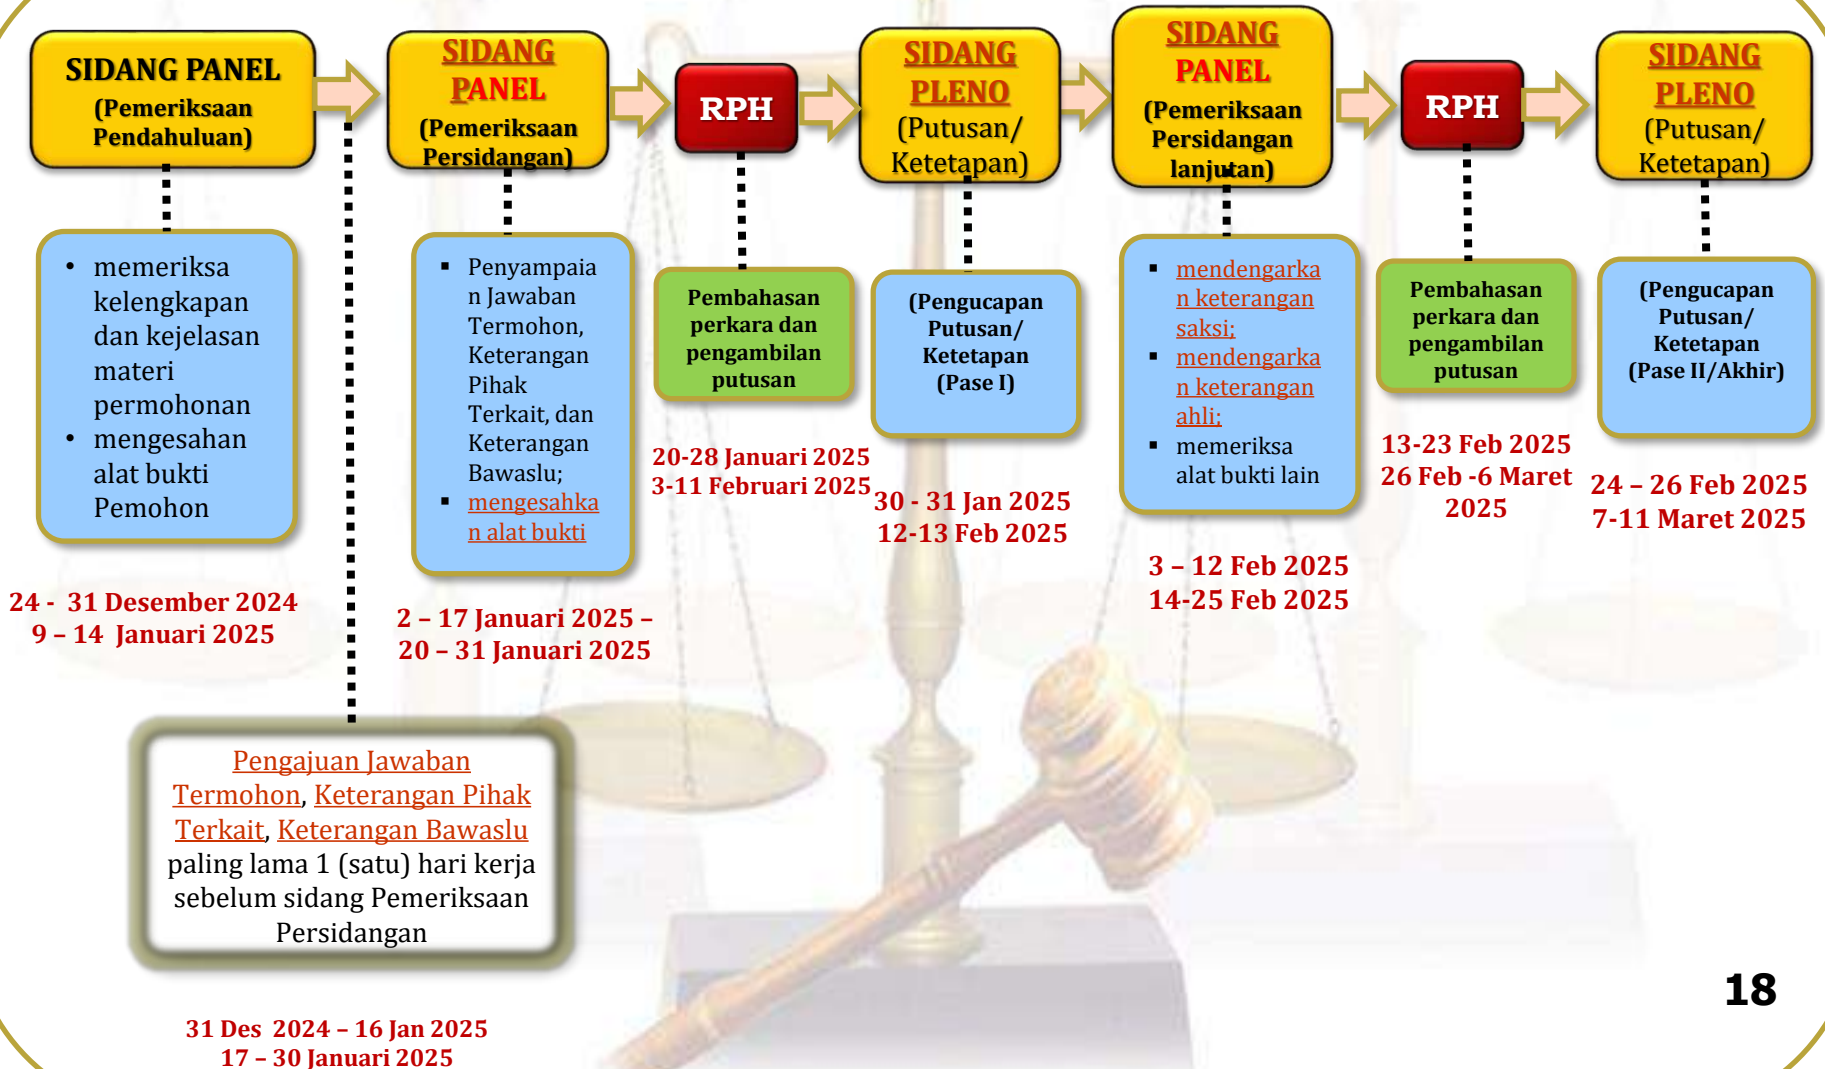 SIDANG PANEL
(Pemeriksaan
Pendahuluan)
SIDANG
PANEL
(Pemeriksaan
Persidangan)
RPH
SIDANG
PLENO
(Putusan/
Ketetapan)
SIDANG
PANEL
(Pemeriksaan
Persidangan
lanjutan)
RPH
SIDANG
PLENO
(Putusan/
Ketetapan)
• memeriksa
kelengkapan
dan kejelasan
materi
permohonan
• mengesahan
alat bukti
Pemohon
24 - 31 Desember 2024
9 – 14 Januari 2025
▪ Penyampaia
n Jawaban
Termohon,
Keterangan
Pihak
Terkait, dan
Keterangan
Bawaslu;
▪ mengesahka
n alat bukti
2 – 17 Januari 2025 –
20 – 31 Januari 2025
Pembahasan
perkara dan
pengambilan
putusan
20-28 Januari 2025
3-11 Februari 2025
(Pengucapan
Putusan/
Ketetapan
(Pase I)
30 - 31 Jan 2025
12-13 Feb 2025
▪ mendengarka
n keterangan
saksi;
▪ mendengarka
n keterangan
ahli;
▪ memeriksa
alat bukti lain
3 – 12 Feb 2025
14-25 Feb 2025
Pembahasan
perkara dan
pengambilan
putusan
13-23 Feb 2025
26 Feb -6 Maret
2025
(Pengucapan
Putusan/
Ketetapan
(Pase II/Akhir)
24 – 26 Feb 2025
7-11 Maret 2025
Pengajuan Jawaban
Termohon, Keterangan Pihak
Terkait, Keterangan Bawaslu
paling lama 1 (satu) hari kerja
sebelum sidang Pemeriksaan
Persidangan
31 Des 2024 – 16 Jan 2025
17 – 30 Januari 2025
18